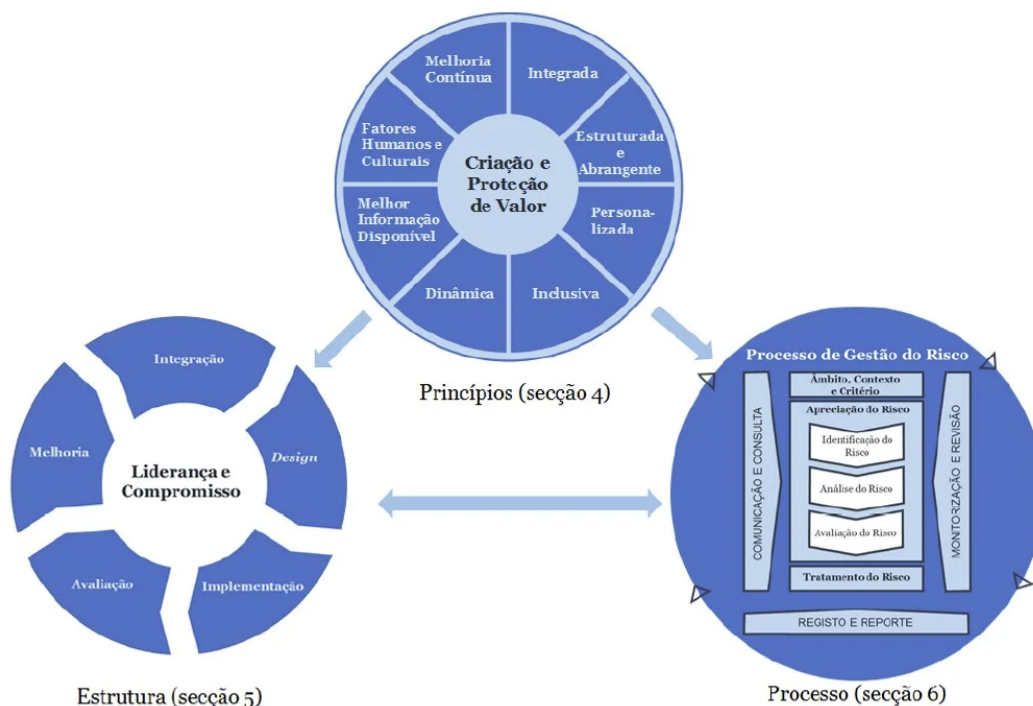 Melhoria
Contínua
Integrada
Fatores
Humanos e
Culturais
Estruturada
e
Abrangente
Criação e
Proteção
de Valor
Melhor
Informação
Disponível
Persona-
lizada
Dinâmica
Inclusiva
Princípios (secção 4)
Integração
Melhoria
Design
Liderança e
Compromisso
Avaliação
Implementação
Estrutura (secção 5)
Processo de Gestão do Risco
Âmbito, Contexto
e Critério
Apreciação do Risco
Identificação do
Risco
Análise do Risco
Avaliação do Risco
Tratamento do Risco
COMUNICAÇÃO E CONSULTA
MONITORIZAÇÃO E REVISÃO
REGISTO E REPORTE
Processo (secção 6)